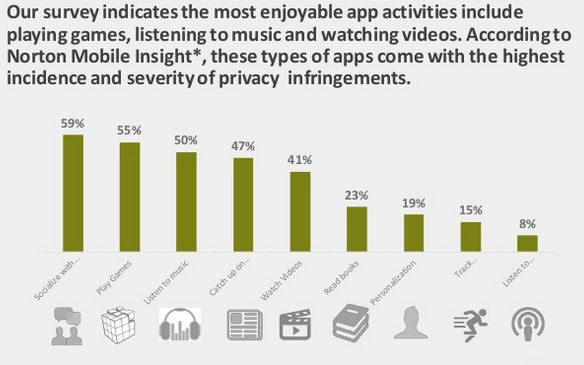 Our survey indicates the most enjoyable app activities include
playing games, listening to music and watching videos. According to
Norton Mobile Insight*, these types of apps come with the highest
incidence and severity of privacy infringements.
59%
55%
50%
47%
41%
23%
19%
15%
8%
Socialize with...
Play Games
Listen to music
Catch up on...
Watch Videos
Read books
Personalization
Track...
Listen to...